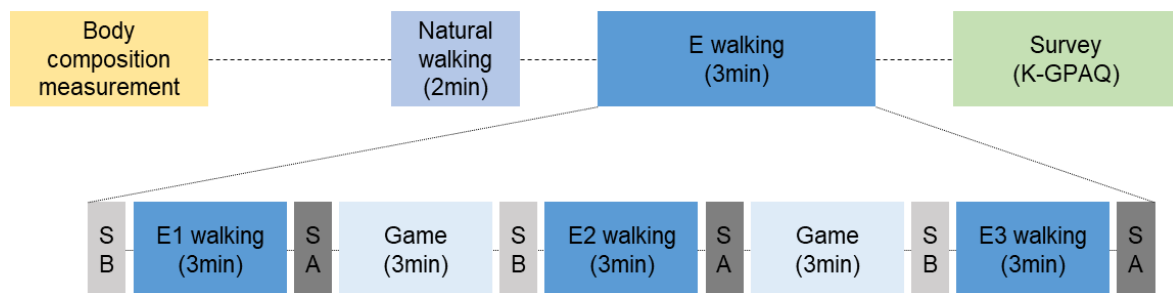 Body
composition
measurement
Natural
walking
(2min)
E walking
(3min)
Survey
(K-GPAQ)
S
B
E1 walking
(3min)
S
A
Game
(3min)
S
B
E2 walking
(3min)
S
A
Game
(3min)
S
B
E3 walking
(3min)
S
A